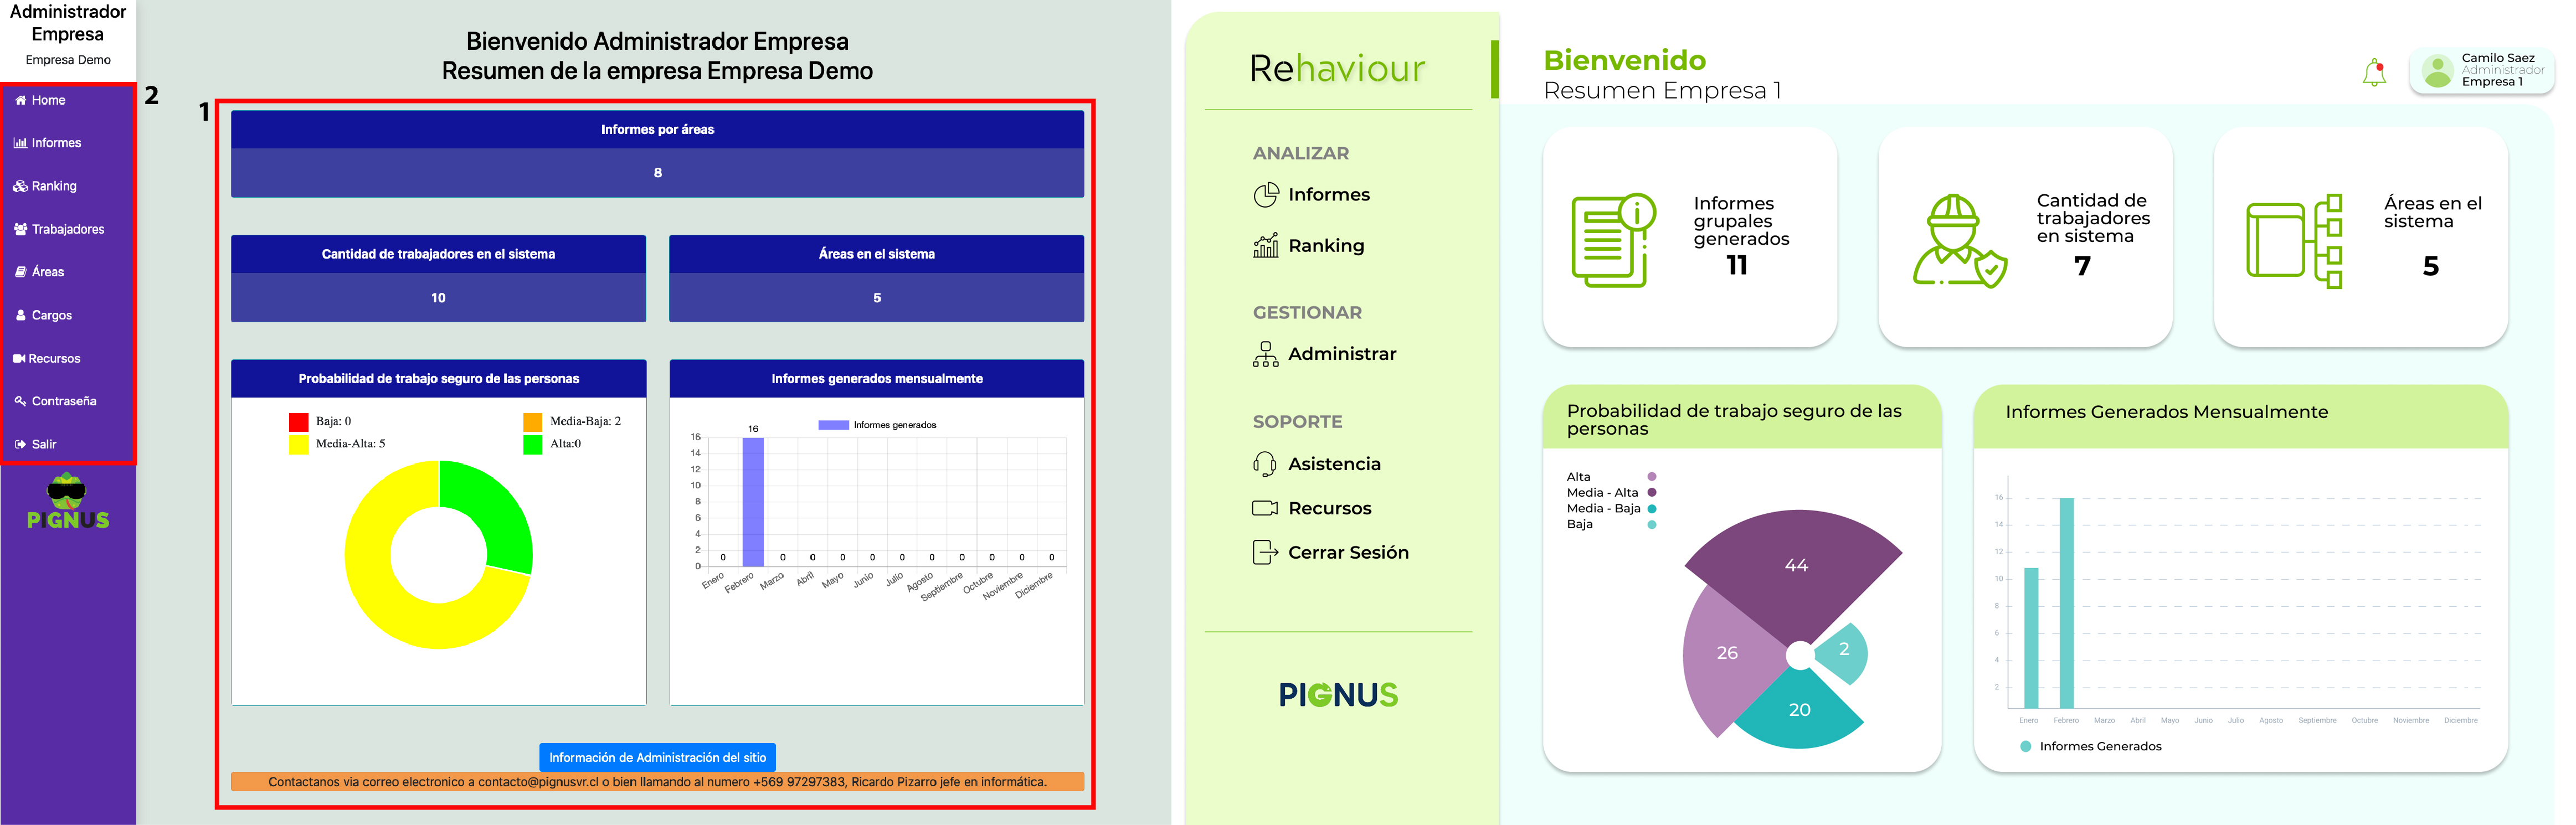 Administrador
Empresa
Empresa Demo
2
Home
Informes
Ranking
Trabajadores
Áreas
Cargos
Recursos
Contraseña
Salir
PIGNUS
Bienvenido Administrador Empresa
Resumen de la empresa Empresa Demo
1
Informes por áreas
8
Cantidad de trabajadores en el sistema
10
Áreas en el sistema
5
Probabilidad de trabajo seguro de las personas
Baja: 0
Media-Baja: 2
Media-Alta: 5
Alta:0
Informes generados mensualmente
Informes generados
16
16
14
12
10
8
6
4
2
0
0 0 0 0 0 0 0 0 0 0 0
Enero Febrero Marzo Abril Mayo Junio Julio Agosto Septiembre Octubre Noviembre Diciembre
Información de Administración del sitio
Contactanos via correo electronico a contacto@pignusvr.cl o bien llamando al numero +569 97297383, Ricardo Pizarro jefe en informática.
Rehaviour
ANALIZAR
Informes
Ranking
GESTIONAR
Administrar
SOPORTE
Asistencia
Recursos
Cerrar Sesión
PIGNUS
Bienvenido
Resumen Empresa 1
Camilo Saez
Administrador
Empresa 1
Informes
grupales
generados
11
Cantidad de
trabajadores
en sistema
7
Áreas en el
sistema
5
Probabilidad de trabajo seguro de las
personas
Alta
Media - Alta
Media - Baja
Baja
44
26
2
20
Informes Generados Mensualmente
16
14
12
10
8
6
4
2
Enero Febrero Marzo Abril Mayo Junio Julio Agosto Septiembre Octubre Noviembre Diciembre
Informes Generados